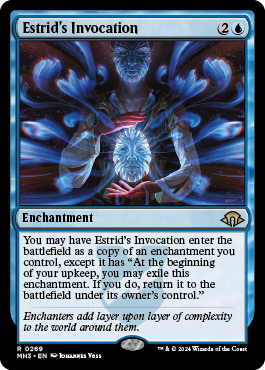 Estrid's Invocation 2
Enchantment
You may have Estrid's Invocation enter the
battlefield as a copy of an enchantment you
control, except it has “At the beginning
of your upkeep, you may exile this
enchantment. If you do, return it to the
battlefield under its owner's control.”
Enchanters add layer upon layer of complexity
to the world around them.
R 0269
MH3 • EN Johannes Voss
™ & © 2024 Wizards of the Coast